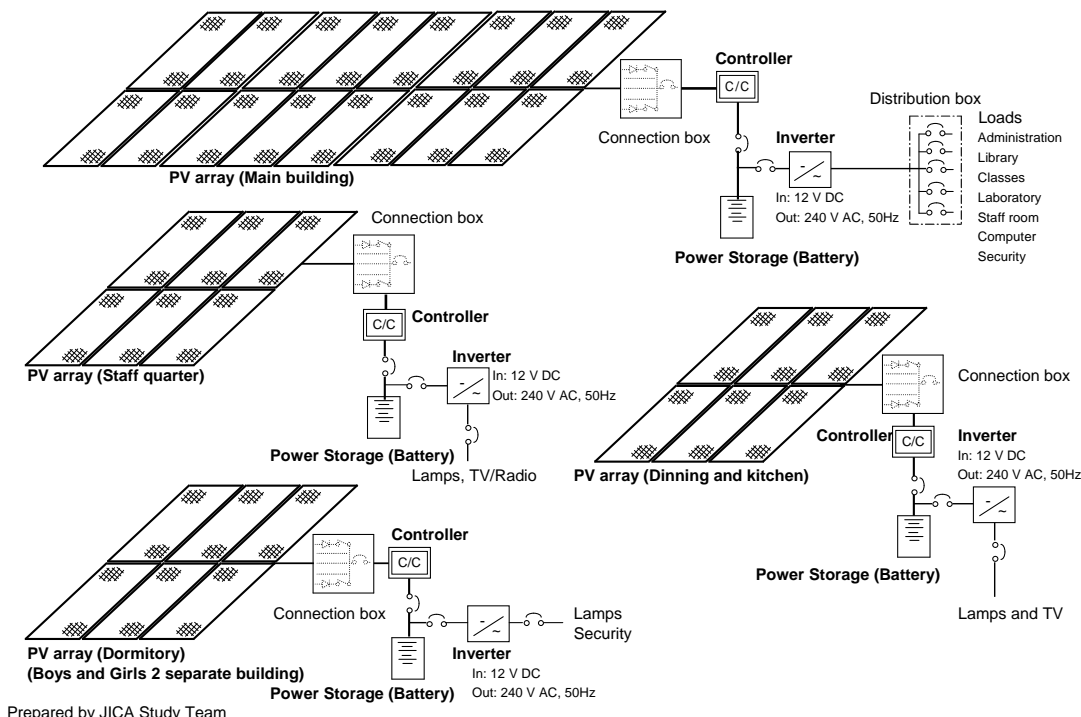 Controller
C/C
Connection box
PV array (Main building)
Inverter
In: 12 V DC
Out: 240 V AC, 50Hz
Power Storage (Battery)
Distribution box
Loads
Administration
Library
Classes
Laboratory
Staff room
Computer
Security
Connection box
C/C
Controller
PV array (Staff quarter)
Inverter
In: 12 V DC
Out: 240 V AC, 50Hz
Power Storage (Battery)
Lamps, TV/Radio
Connection box
Controller
C/C
Inverter
In: 12 V DC
Out: 240 V AC, 50Hz
PV array (Dinning and kitchen)
Power Storage (Battery)
Lamps and TV
Controller
C/C
Connection box
Lamps
Security
PV array (Dormitory)
(Boys and Girls 2 separate building)
Inverter
In: 12 V DC
Out: 240 V AC, 50Hz
Power Storage (Battery)
Prepared by JICA Study Team